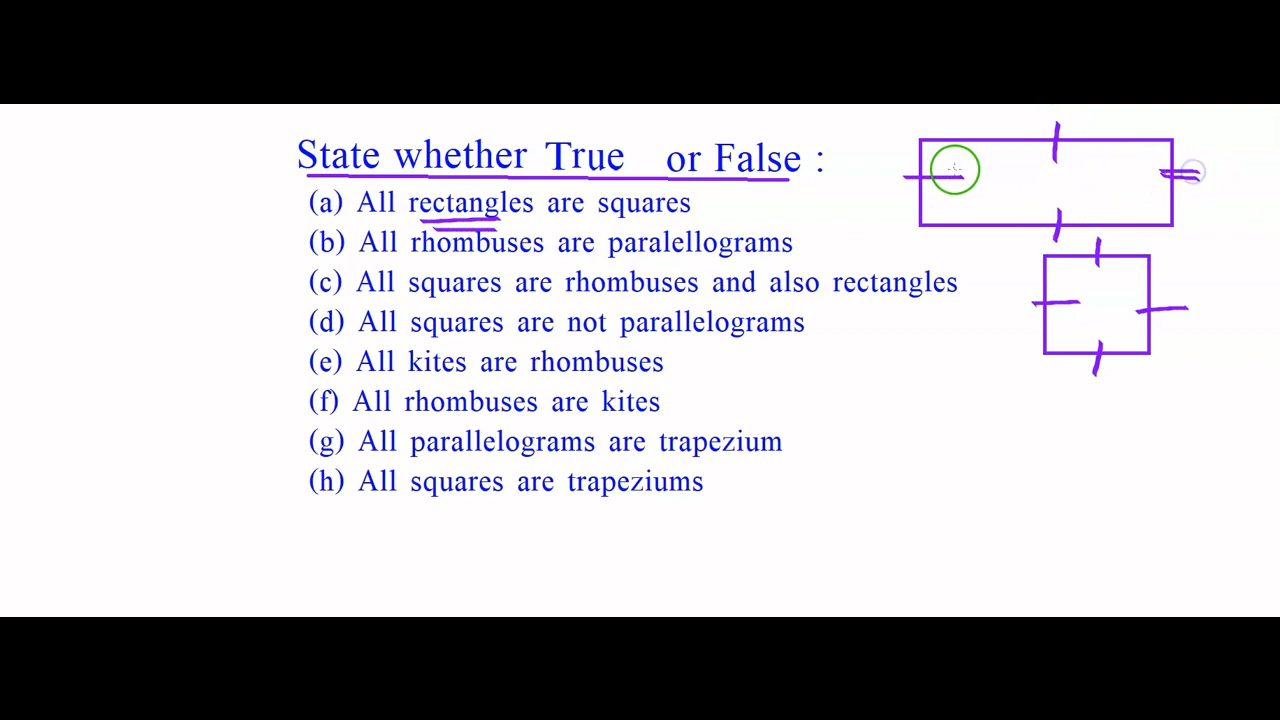 State whether True or False :
(a) All rectangles are squares
(b) All rhombuses are paralellograms
(c) All squares are rhombuses and also rectangles
(d) All squares are not parallelograms
(e) All kites are rhombuses
(f) All rhombuses are kites
(g) All parallelograms are trapezium
(h) All squares are trapeziums